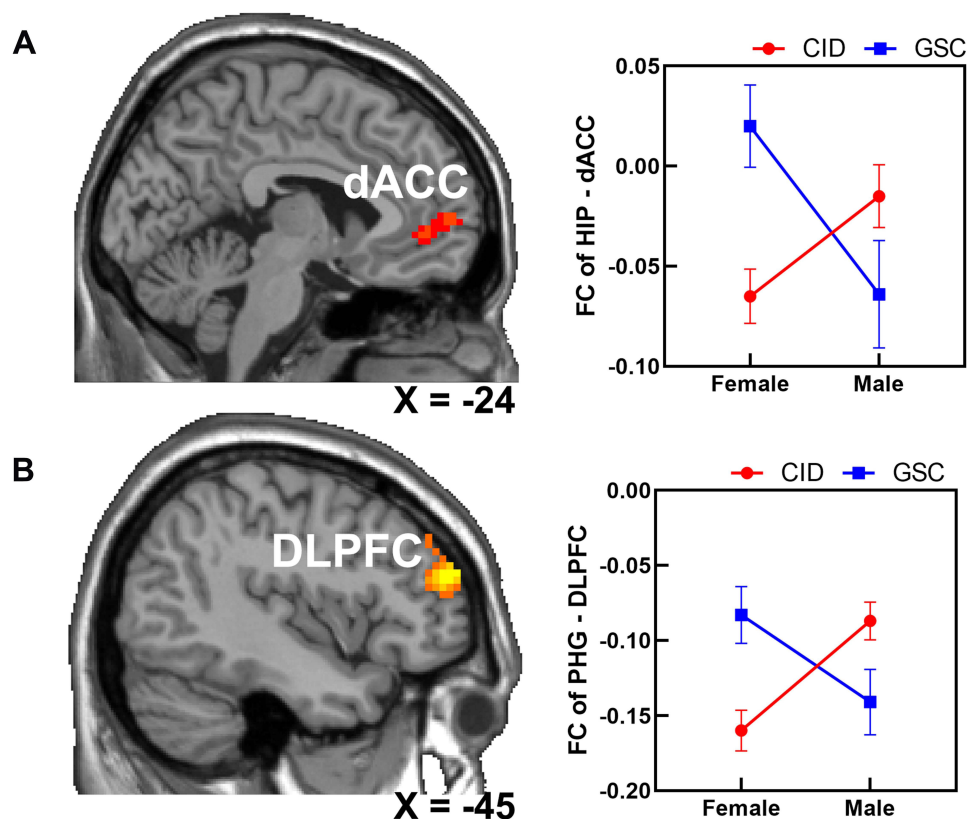 A
dACC
X = -24
CID GSC
FC of HIP - dACC
0.05
0.00
-0.05
-0.10
Female Male
B
DLPFC
X = -45
CID GSC
FC of PHG - DLPFC
0.00
-0.05
-0.10
-0.15
-0.20
Female Male